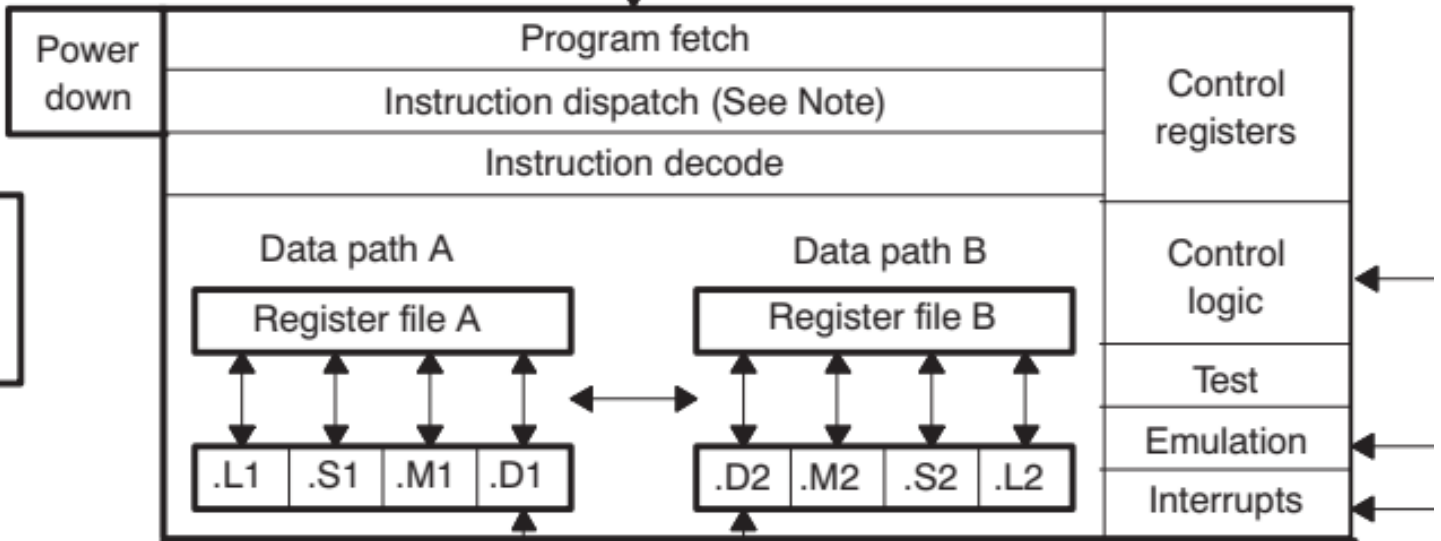 Power
down
Program fetch
Instruction dispatch (See Note)
Instruction decode
Control
registers
Data path A
Data path B
Control
logic
Register file A
Register file B
Test
Emulation
.L1 .S1 .M1 .D1
.D2 .M2 .S2 .L2
Interrupts